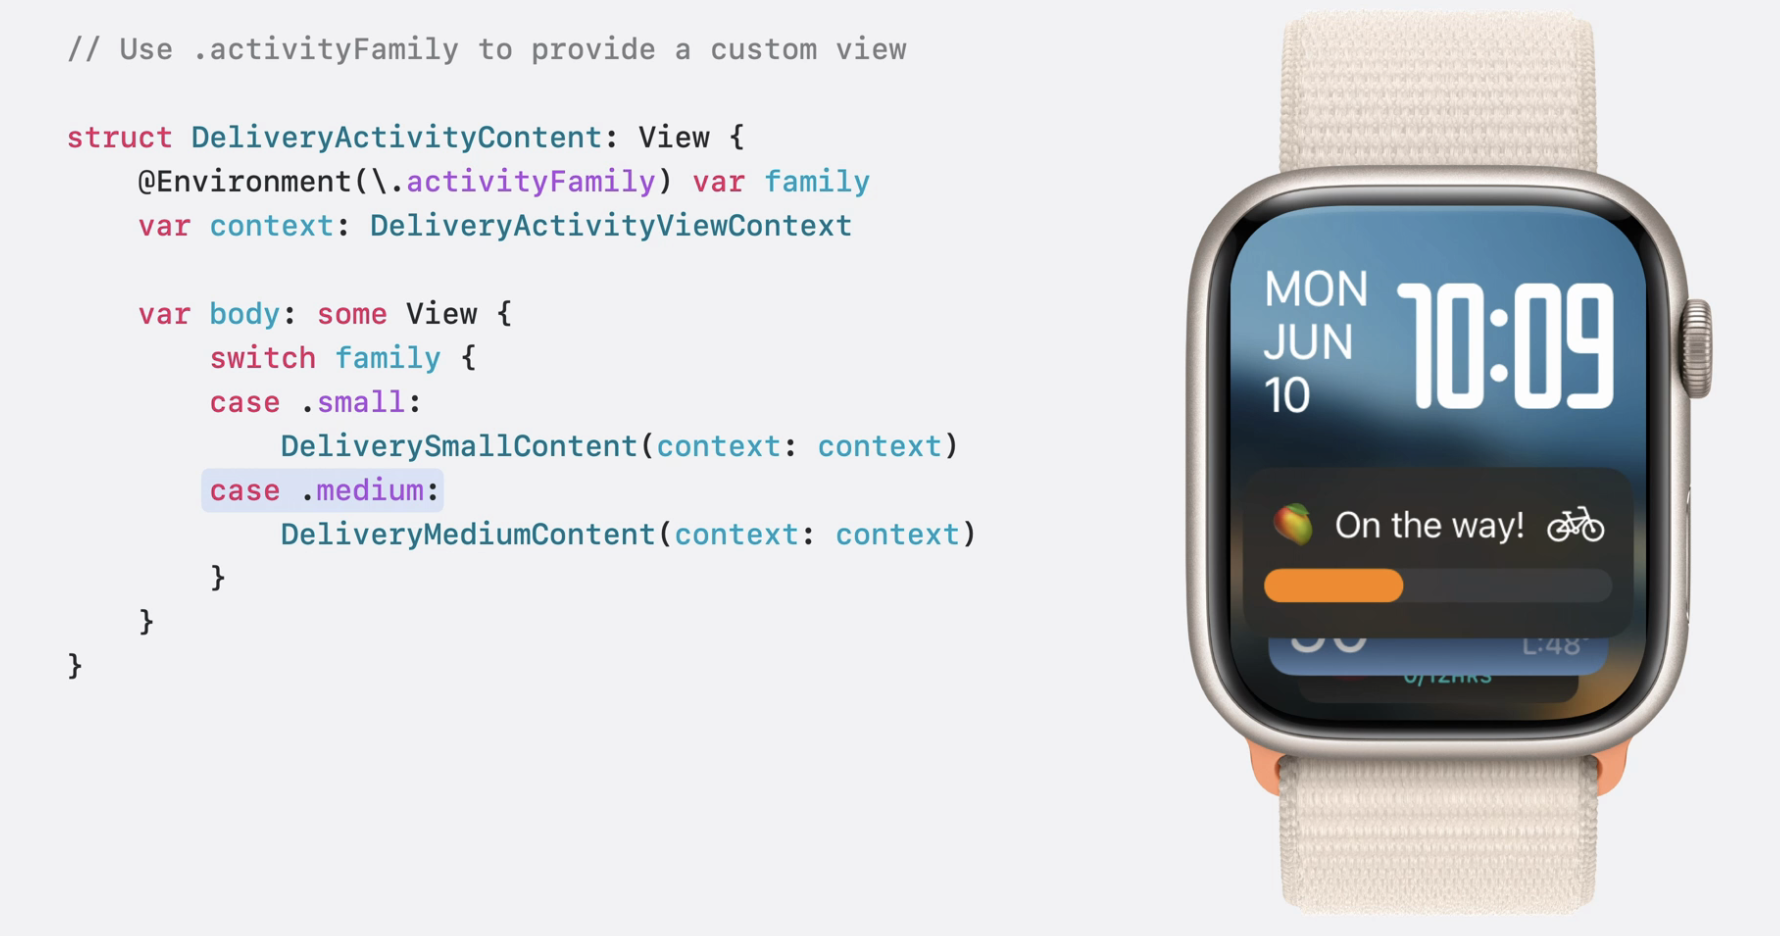 // Use .activityFamily to provide a custom view
struct DeliveryActivityContent: View {
@Environment(\.activityFamily) var family
var context: DeliveryActivityViewContext
var body: some View {
switch family {
case .small:
DeliverySmallContent(context: context)
case .medium:
DeliveryMediumContent(context: context)
}
}
}
MON
JUN
10
10:09
On the way!
L:48°
0/12HRS